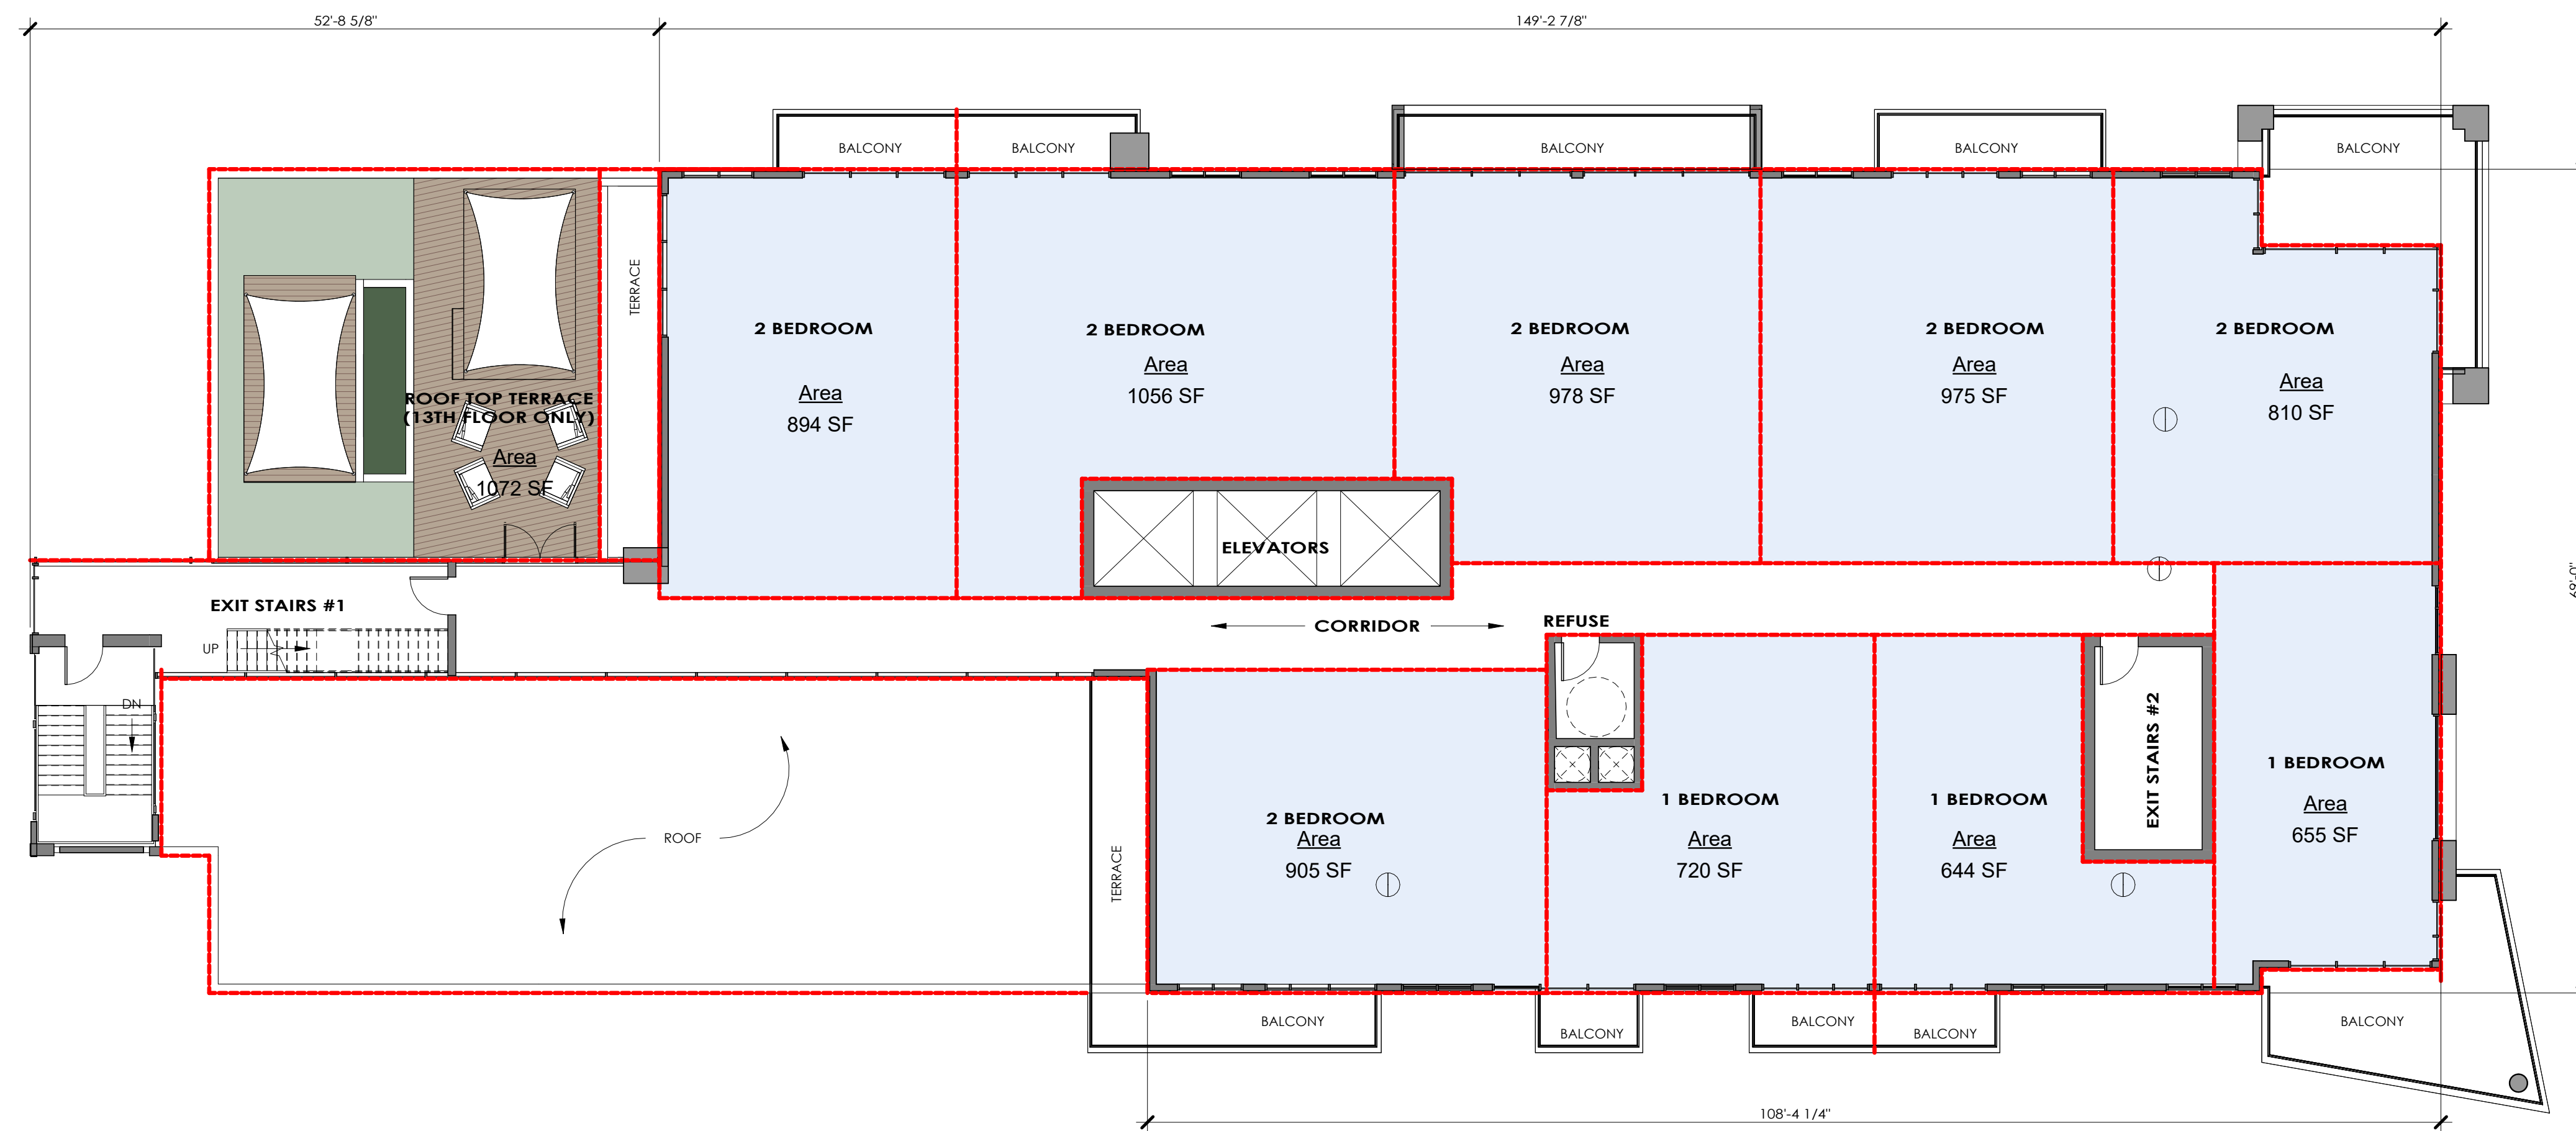 52'-8 5/8"
149'-2 7/8"
BALCONY
BALCONY
BALCONY
BALCONY
BALCONY
TERRACE
2 BEDROOM
Area
894 SF
2 BEDROOM
Area
1056 SF
2 BEDROOM
Area
978 SF
2 BEDROOM
Area
975 SF
2 BEDROOM
Area
810 SF
ROOF TOP TERRACE
(13TH FLOOR ONLY)
Area
1072 SF
ELEVATORS
69'-0"
EXIT STAIRS #1
UP
DN
CORRIDOR
REFUSE
ROOF
TERRACE
2 BEDROOM
Area
905 SF
1 BEDROOM
Area
720 SF
1 BEDROOM
Area
644 SF
EXIT STAIRS #2
1 BEDROOM
Area
655 SF
BALCONY
BALCONY
BALCONY
BALCONY
BALCONY
108'-4 1/4"